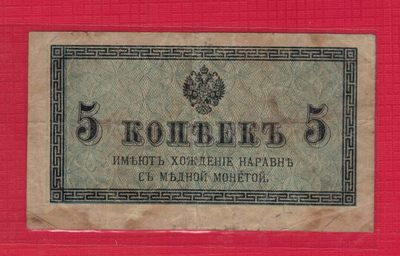 5 КОПѢЕКЪ 5
ИМѢЮТЪ ХОЖДЕНІЕ НАРАВНѢ
СЪ МѢДНОЙ МОНЕТОЙ.